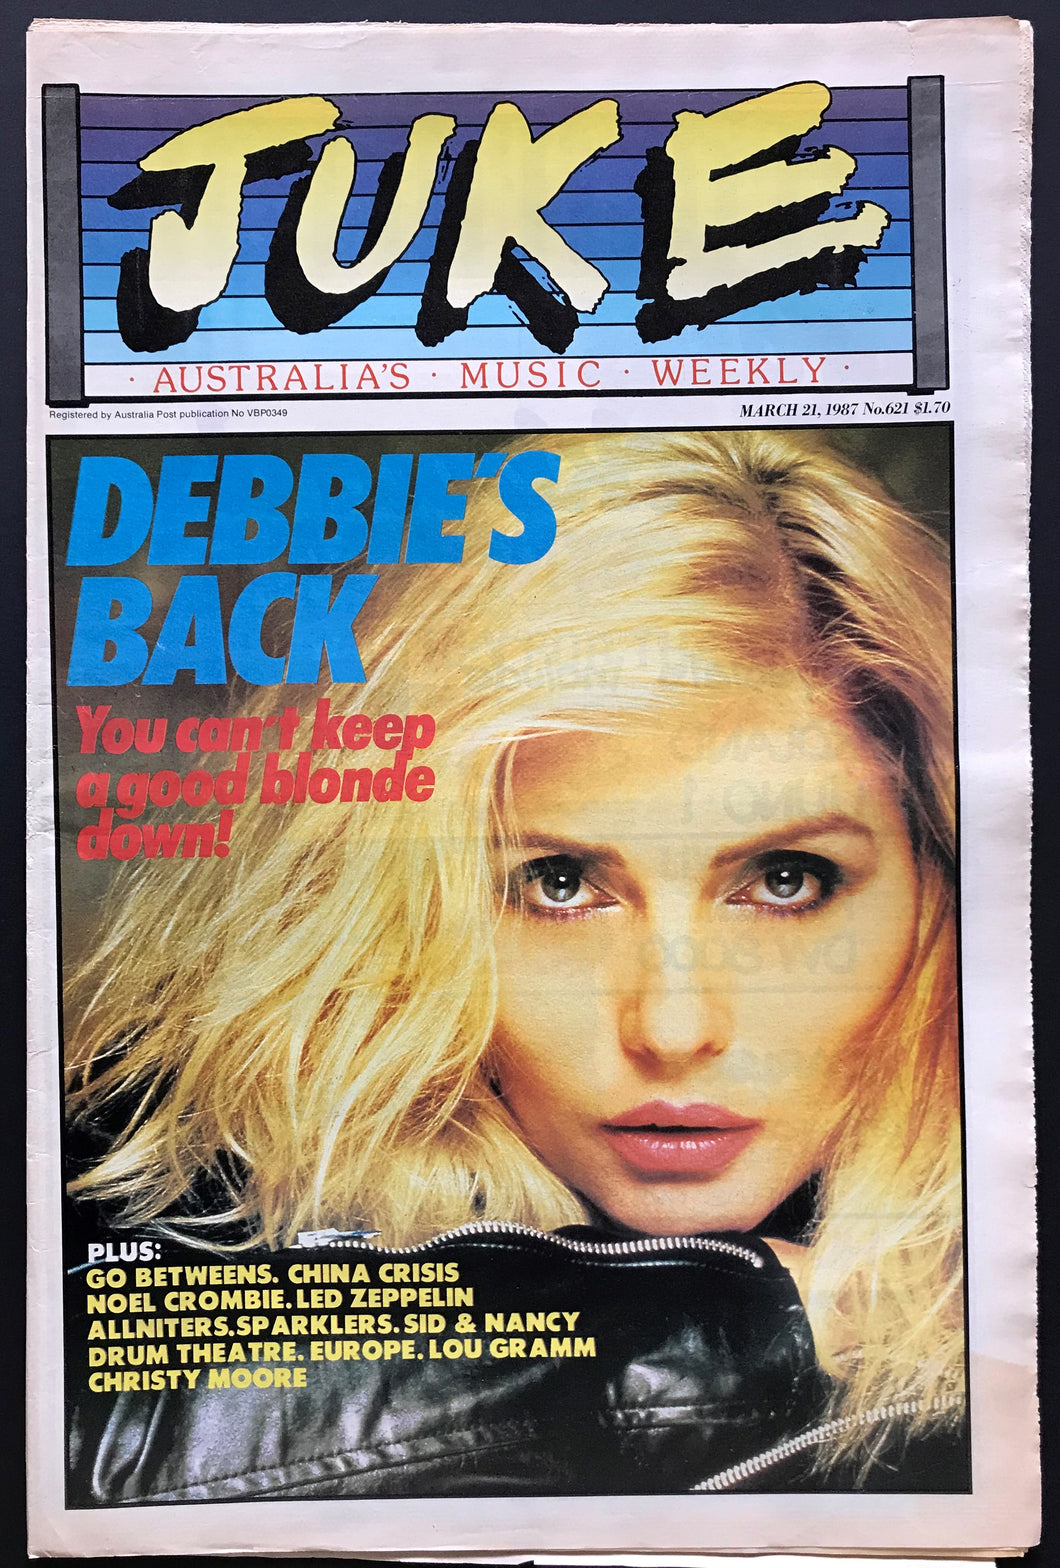 JUKE
· AUSTRALIA'S · MUSIC · WEEKLY ·
Registered by Australia Post publication No VBP0349
MARCH 21, 1987 No.621 $1.70
DEBBIE'S
BACK
You can't keep
a good blonde
down!
PLUS:
GO BETWEENS. CHINA CRISIS
NOEL CROMBIE. LED ZEPPELIN
ALLNITERS. SPARKLERS. SID & NANCY
DRUM THEATRE. EUROPE. LOU GRAMM
CHRISTY MOORE